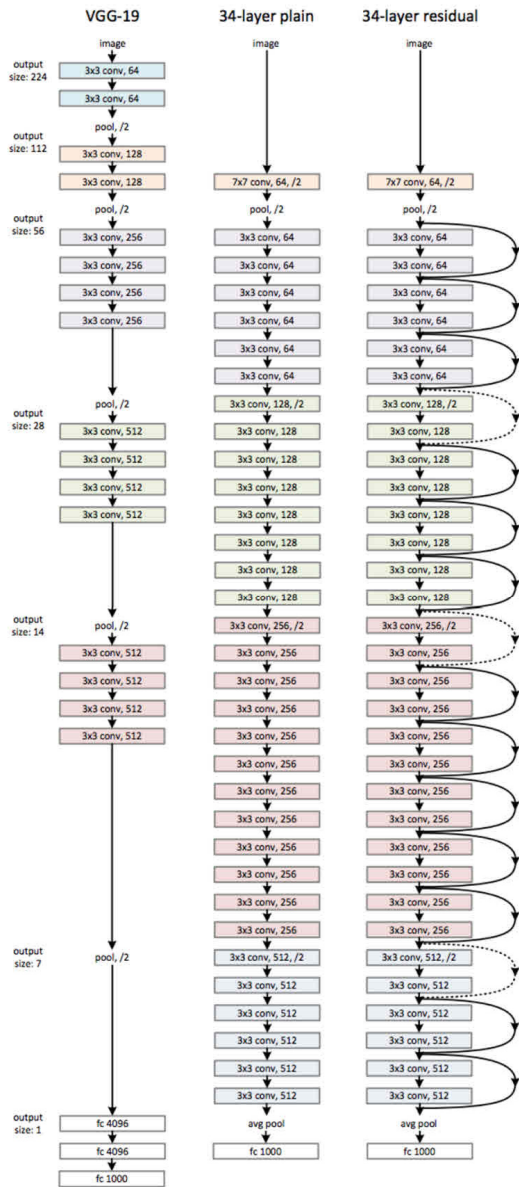 output
size: 224
output
size: 112
output
size: 56
output
size: 28
output
size: 14
output
size: 7
output
size: 1
VGG-19
image
3x3 conv, 64
3x3 conv, 64
pool, /2
3x3 conv, 128
3x3 conv, 128
pool, /2
3x3 conv, 256
3x3 conv, 256
3x3 conv, 256
3x3 conv, 256
pool, /2
3x3 conv, 512
3x3 conv, 512
3x3 conv, 512
3x3 conv, 512
pool, /2
3x3 conv, 512
3x3 conv, 512
3x3 conv, 512
3x3 conv, 512
pool, /2
fc 4096
fc 4096
fc 1000
34-layer plain
image
7x7 conv, 64, /2
pool, /2
3x3 conv, 64
3x3 conv, 64
3x3 conv, 64
3x3 conv, 64
3x3 conv, 64
3x3 conv, 64
3x3 conv, 128, /2
3x3 conv, 128
3x3 conv, 128
3x3 conv, 128
3x3 conv, 128
3x3 conv, 128
3x3 conv, 128
3x3 conv, 128
3x3 conv, 256, /2
3x3 conv, 256
3x3 conv, 256
3x3 conv, 256
3x3 conv, 256
3x3 conv, 256
3x3 conv, 256
3x3 conv, 256
3x3 conv, 256
3x3 conv, 256
3x3 conv, 256
3x3 conv, 256
3x3 conv, 512, /2
3x3 conv, 512
3x3 conv, 512
3x3 conv, 512
3x3 conv, 512
3x3 conv, 512
avg pool
fc 1000
34-layer residual
image
7x7 conv, 64, /2
pool, /2
3x3 conv, 64
3x3 conv, 64
3x3 conv, 64
3x3 conv, 64
3x3 conv, 64
3x3 conv, 64
3x3 conv, 128, /2
3x3 conv, 128
3x3 conv, 128
3x3 conv, 128
3x3 conv, 128
3x3 conv, 128
3x3 conv, 128
3x3 conv, 128
3x3 conv, 256, /2
3x3 conv, 256
3x3 conv, 256
3x3 conv, 256
3x3 conv, 256
3x3 conv, 256
3x3 conv, 256
3x3 conv, 256
3x3 conv, 256
3x3 conv, 256
3x3 conv, 256
3x3 conv, 256
3x3 conv, 512, /2
3x3 conv, 512
3x3 conv, 512
3x3 conv, 512
3x3 conv, 512
3x3 conv, 512
avg pool
fc 1000